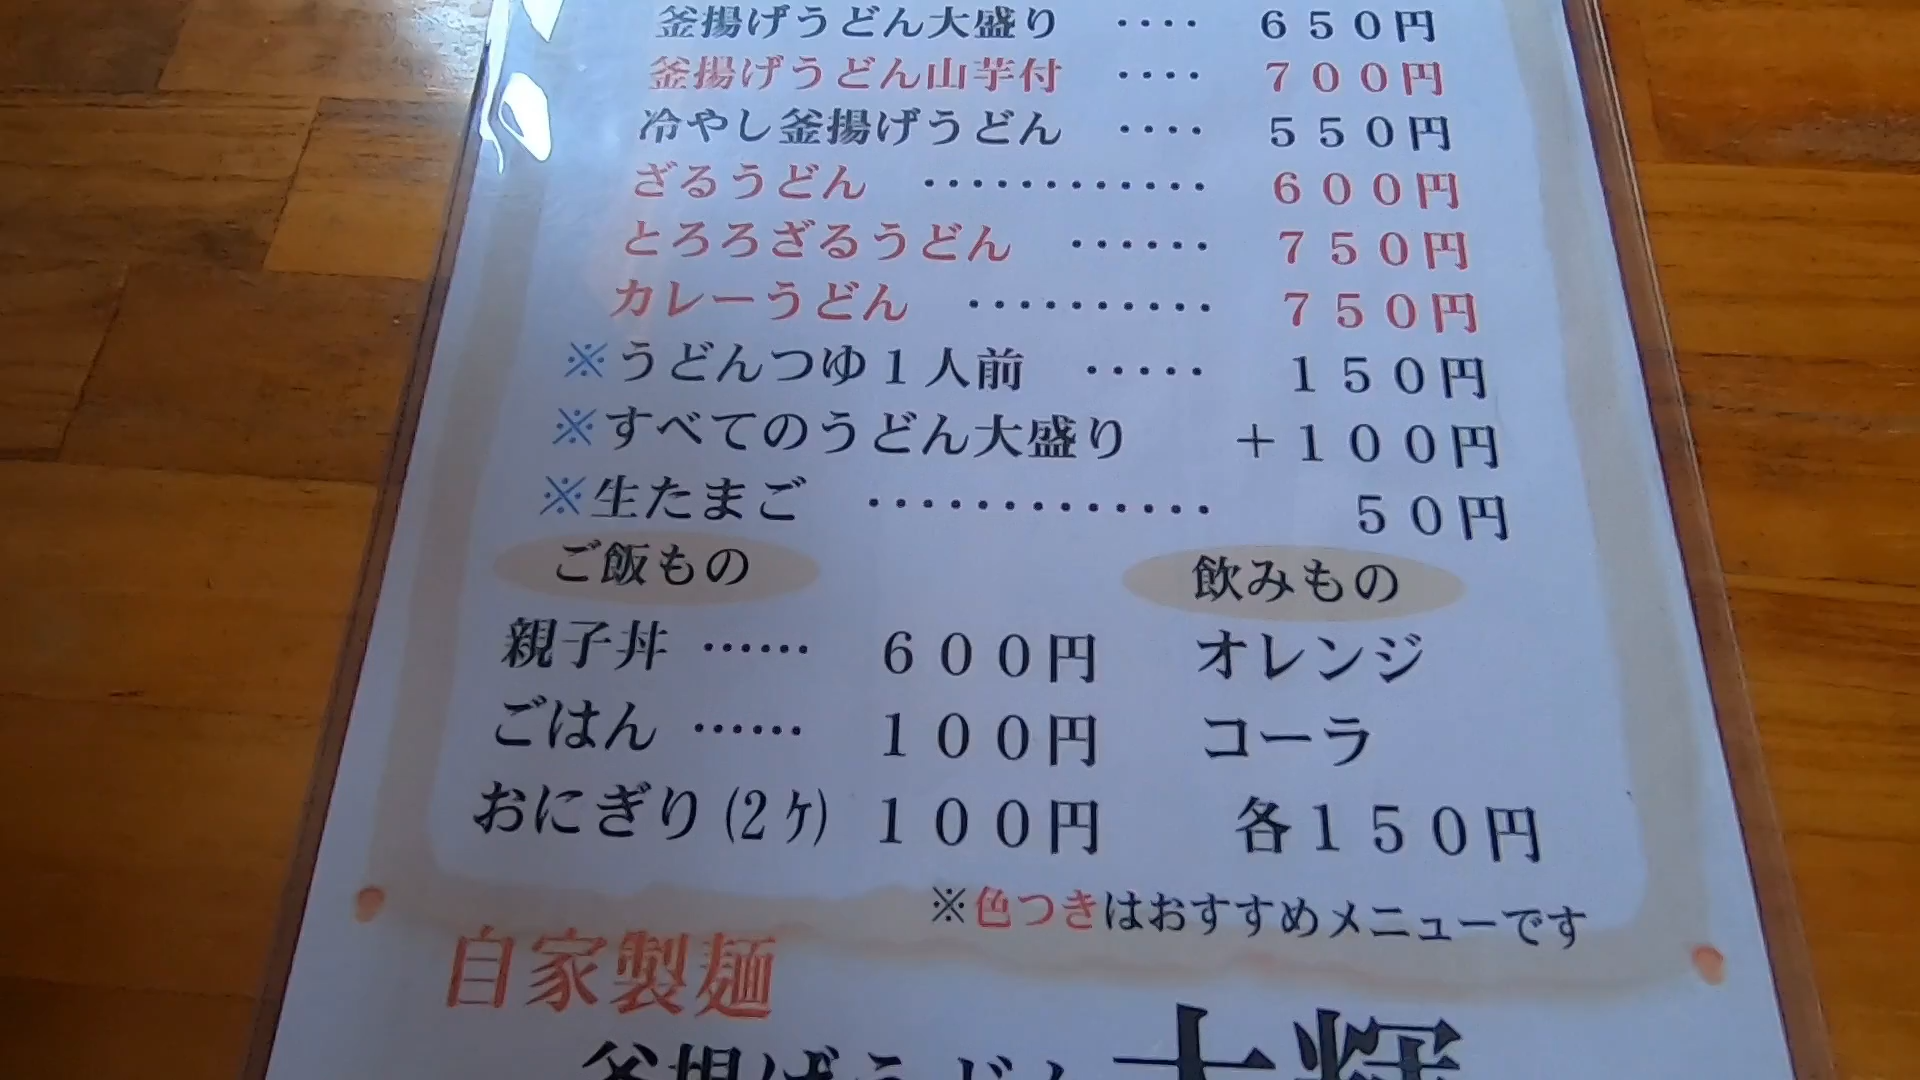 釜揚げうどん大盛り ････ ６５０円
釜揚げうどん山芋付 ････ ７００円
冷やし釜揚げうどん ････ ５５０円
ざるうどん ････････････ ６００円
とろろざるうどん ･･････ ７５０円
カレーうどん ･･････････ ７５０円
※うどんつゆ１人前 ･････ １５０円
※すべてのうどん大盛り ＋１００円
※生たまご ･････････････ ５０円
ご飯もの
親子丼 ･･････ ６００円
ごはん ･･････ １００円
おにぎり(2ヶ) １００円
飲みもの
オレンジ
コーラ
各１５０円
※色つきはおすすめメニューです
自家製麺
釜揚げうどん